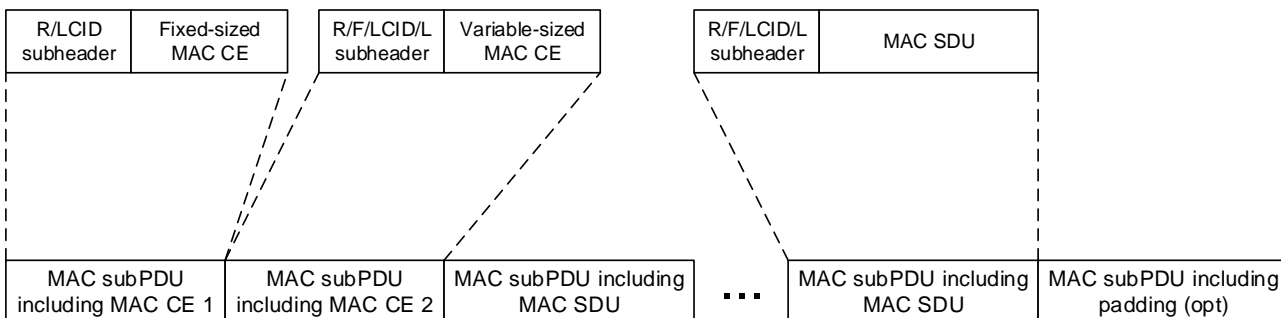 R/LCID
subheader
Fixed-sized
MAC CE
R/F/LCID/L
subheader
Variable-sized
MAC CE
R/F/LCID/L
subheader
MAC SDU
MAC subPDU
including MAC CE 1
MAC subPDU
including MAC CE 2
MAC subPDU including
MAC SDU
...
MAC subPDU including
MAC SDU
MAC subPDU including
padding (opt)